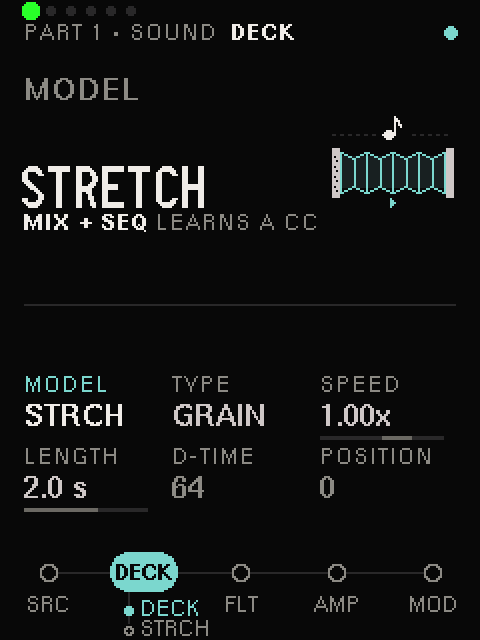 PART 1 · SOUND DECK
MODEL
STRETCH
MIX + SEQ LEARNS A CC
MODEL TYPE SPEED
STRCH GRAIN 1.00x
LENGTH D-TIME POSITION
2.0 s 64 0
DECK
SRC DECK FLT AMP MOD
STRCH